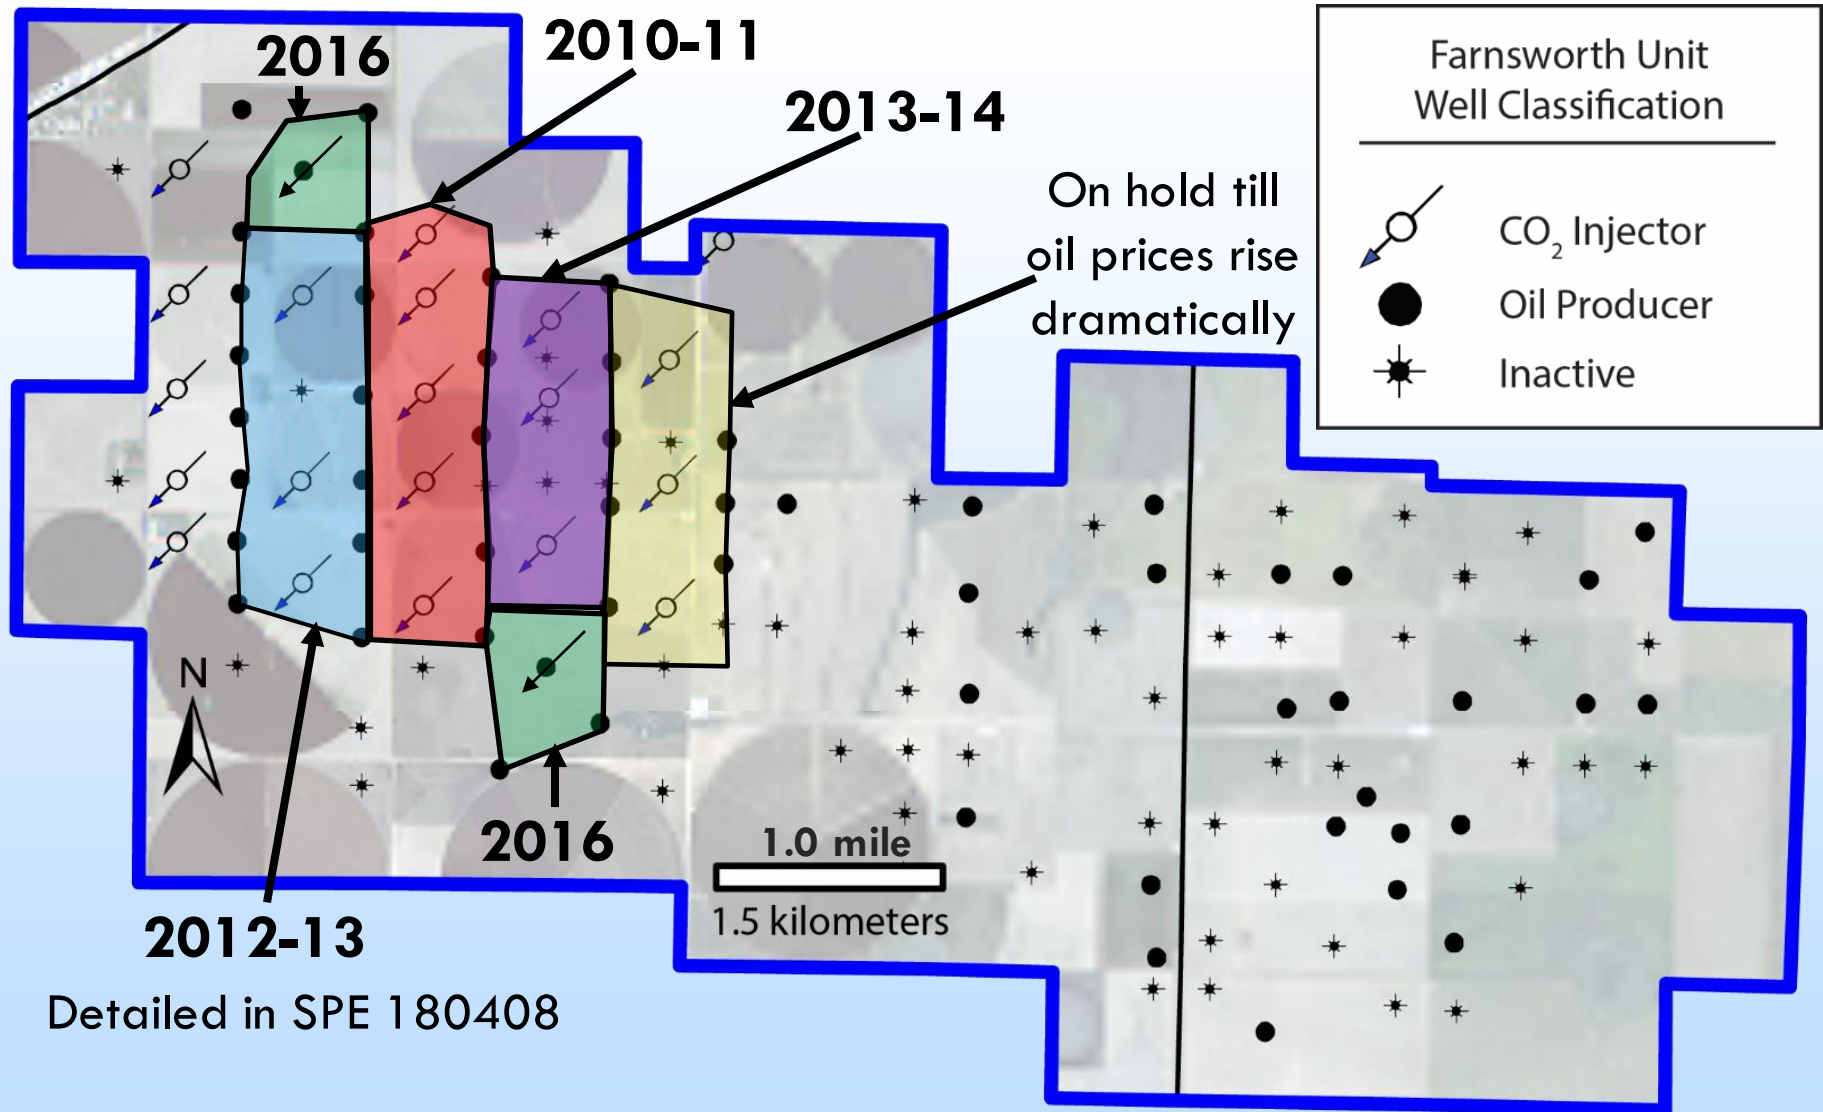 2016
2010-11
2013-14
On hold till
oil prices rise
dramatically
Farnsworth Unit
Well Classification
CO₂ Injector
Oil Producer
Inactive
N
2016
1.0 mile
1.5 kilometers
2012-13
Detailed in SPE 180408